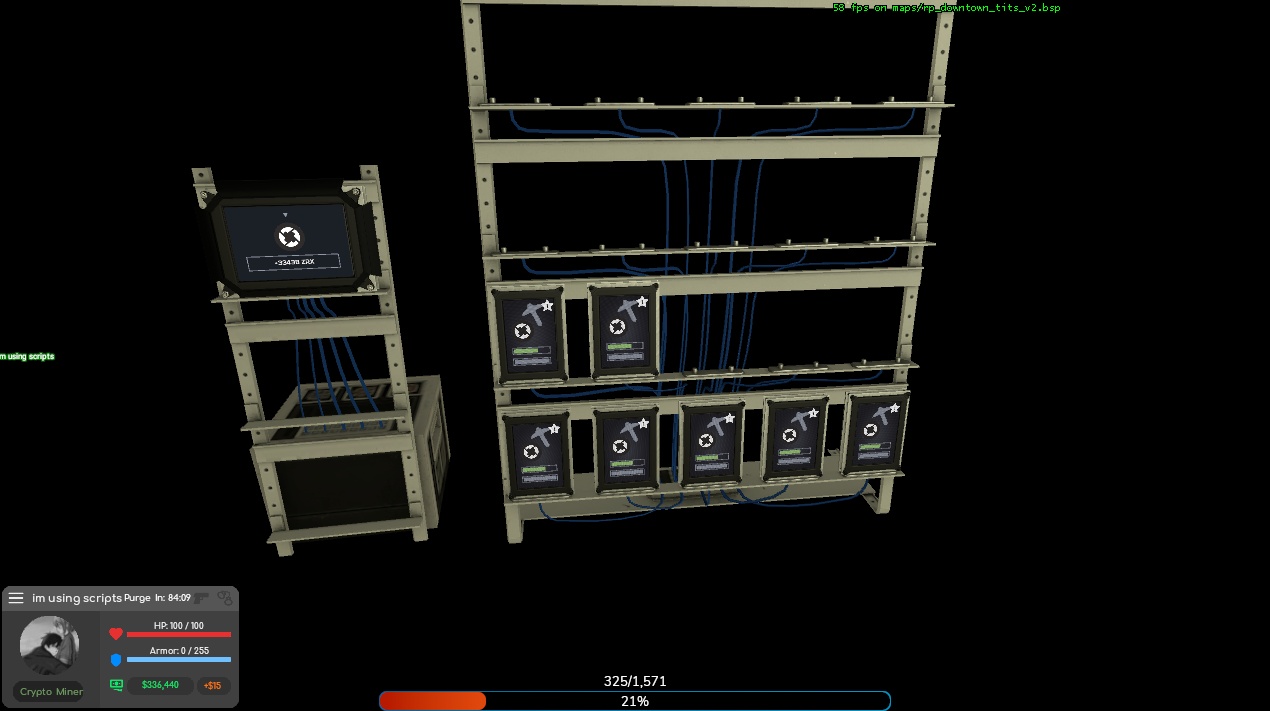 58 fps on maps/rp_downtown_tits_v2.bsp
m using scripts
im using scripts Purge In: 84:09
HP: 100 / 100
Armor: 0 / 255
Crypto Miner
$336,440
+$15
325/1,571
21%